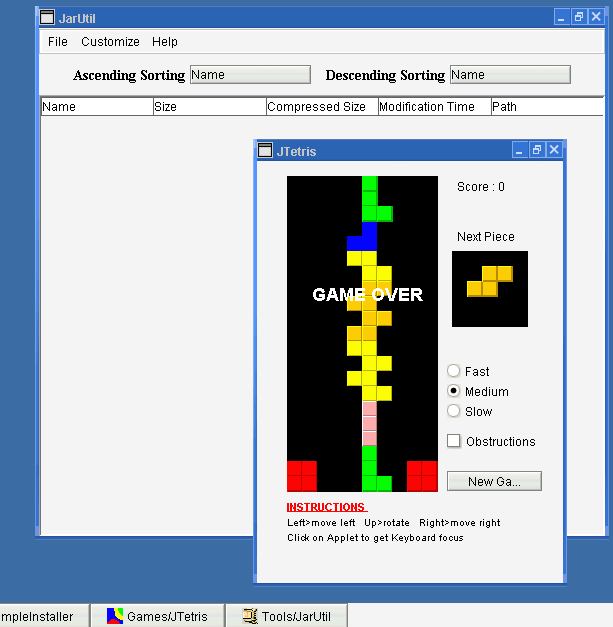 JarUtil
File Customize Help
Ascending Sorting Name Descending Sorting Name
Name Size Compressed Size Modification Time Path
JTetris
Score : 0
Next Piece
GAME OVER
Fast
Medium
Slow
Obstructions
New Ga...
INSTRUCTIONS
Left>move left Up>rotate Right>move right
Click on Applet to get Keyboard focus
mpleInstaller Games/JTetris Tools/JarUtil